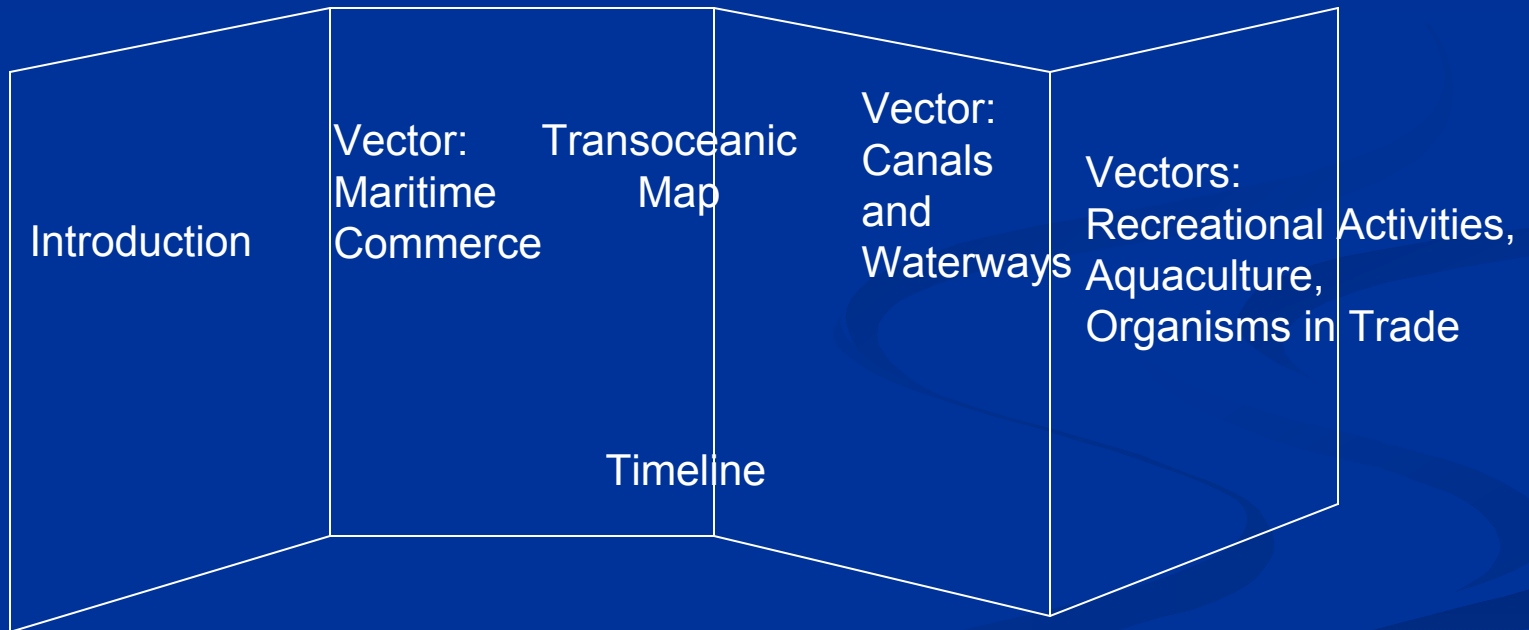 Introduction
Vector:
Maritime
Commerce
Transoceanic
Map
Timeline
Vector:
Canals
and
Waterways
Vectors:
Recreational Activities,
Aquaculture,
Organisms in Trade